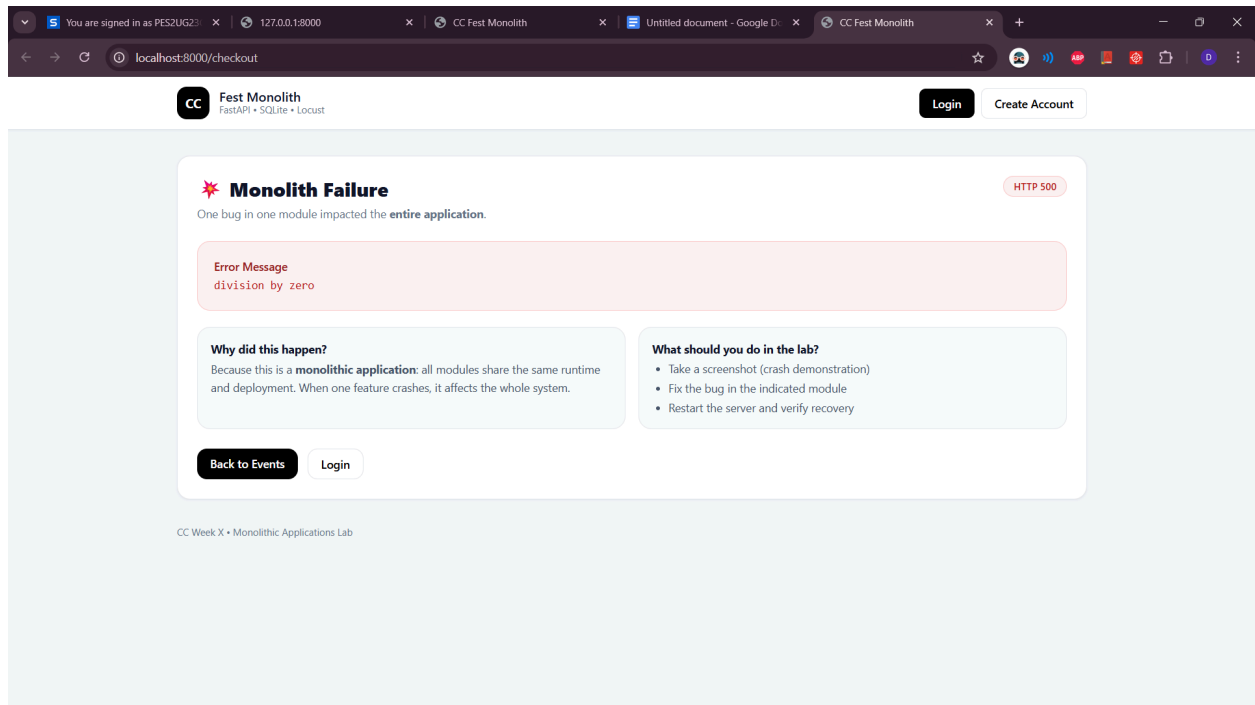 You are signed in as PES2UG23
127.0.0.1:8000
CC Fest Monolith
Untitled document - Google Do
CC Fest Monolith
localhost:8000/checkout
ABP
D
CC
Fest Monolith
FastAPI • SQLite • Locust
Login
Create Account
Monolith Failure
HTTP 500
One bug in one module impacted the entire application.
Error Message
division by zero
Why did this happen?
Because this is a monolithic application: all modules share the same runtime
and deployment. When one feature crashes, it affects the whole system.
What should you do in the lab?
• Take a screenshot (crash demonstration)
• Fix the bug in the indicated module
• Restart the server and verify recovery
Back to Events
Login
CC Week X • Monolithic Applications Lab